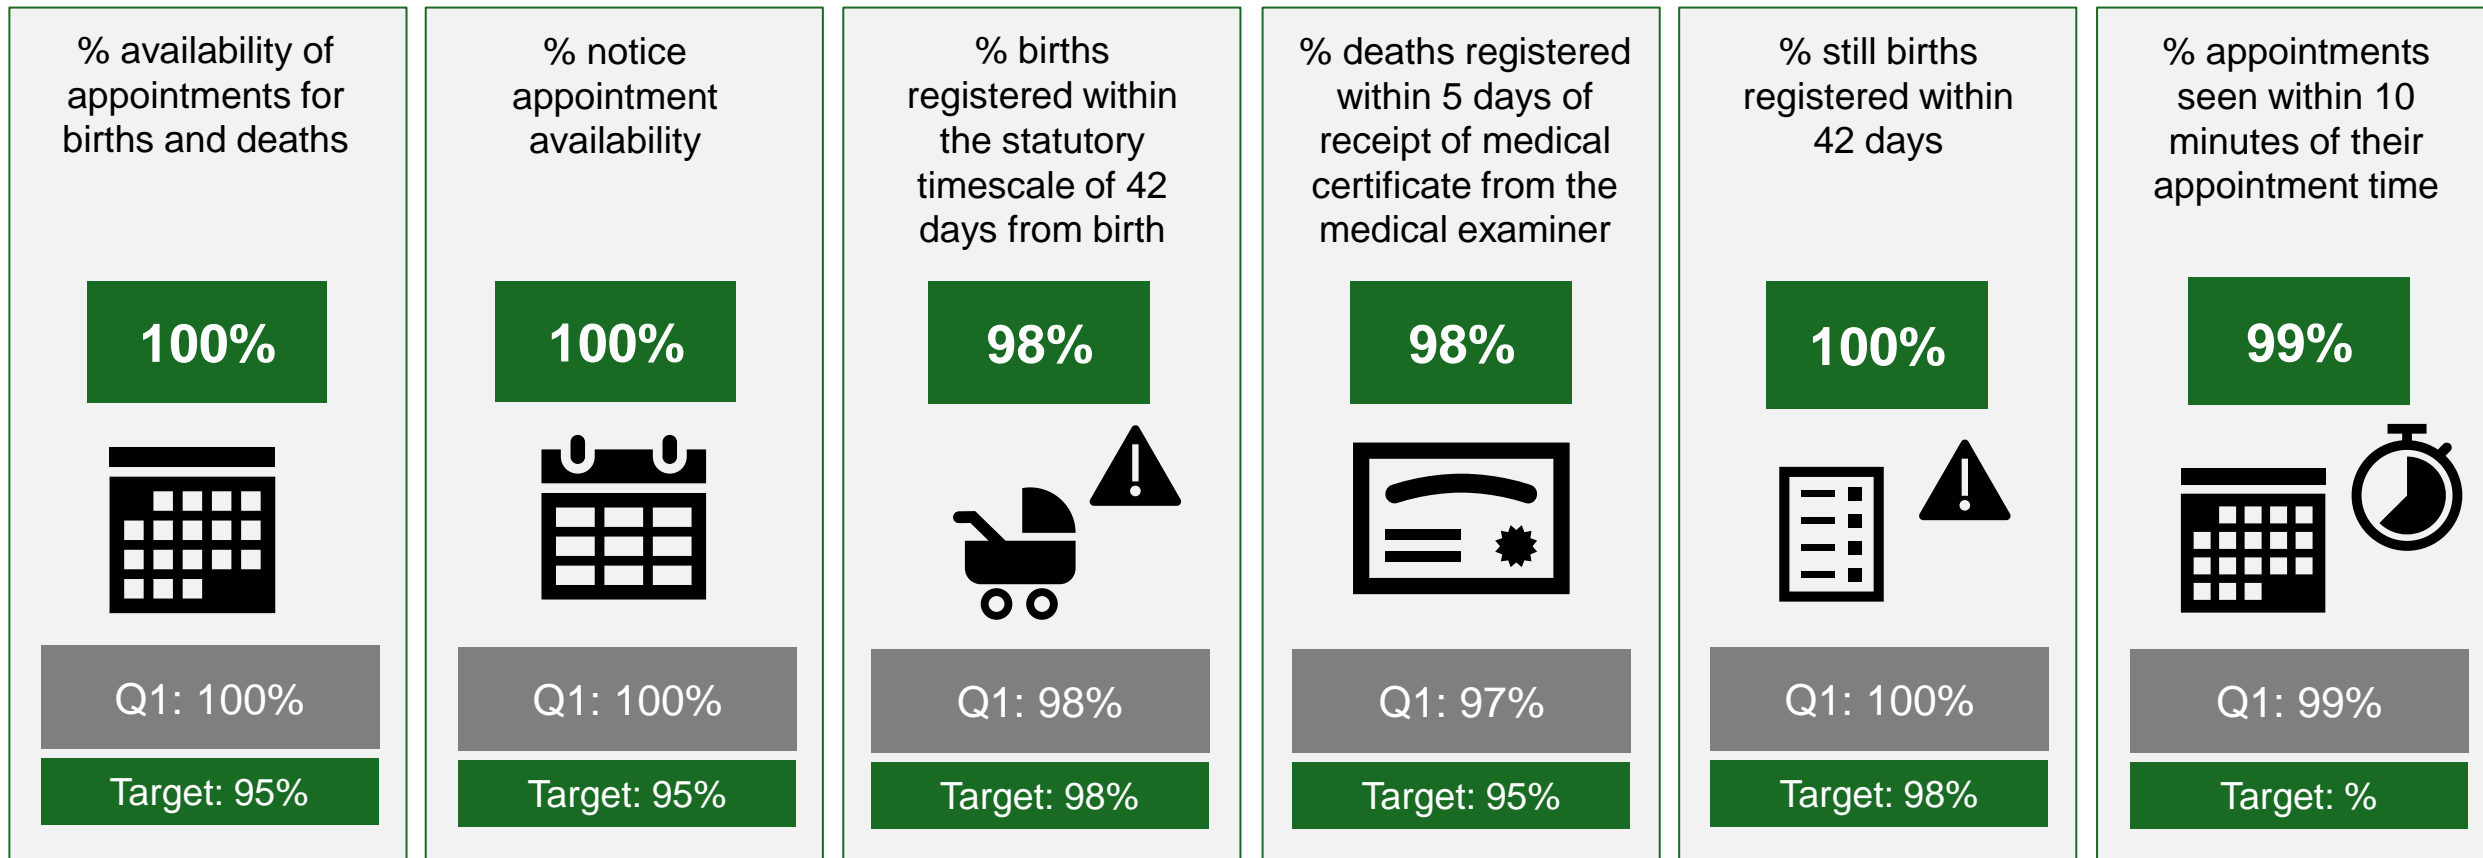 % availability of
appointments for
births and deaths
100%
Q1: 100%
Target: 95%
% notice
appointment
availability
100%
Q1: 100%
Target: 95%
% births
registered within
the statutory
timescale of 42
days from birth
98%
Q1: 98%
Target: 98%
% deaths registered
within 5 days of
receipt of medical
certificate from the
medical examiner
98%
Q1: 97%
Target: 95%
% still births
registered within
42 days
100%
Q1: 100%
Target: 98%
% appointments
seen within 10
minutes of their
appointment time
99%
Q1: 99%
Target: %